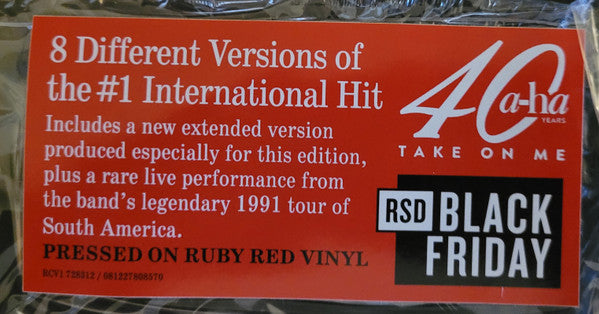 8 Different Versions of
the #1 International Hit
Includes a new extended version
produced especially for this edition,
plus a rare live performance from
the band's legendary 1991 tour of
South America.
PRESSED ON RUBY RED VINYL
RCV1 728312 / 081227808570
40 a-ha
YEARS
TAKE ON ME
RSD BLACK
FRIDAY